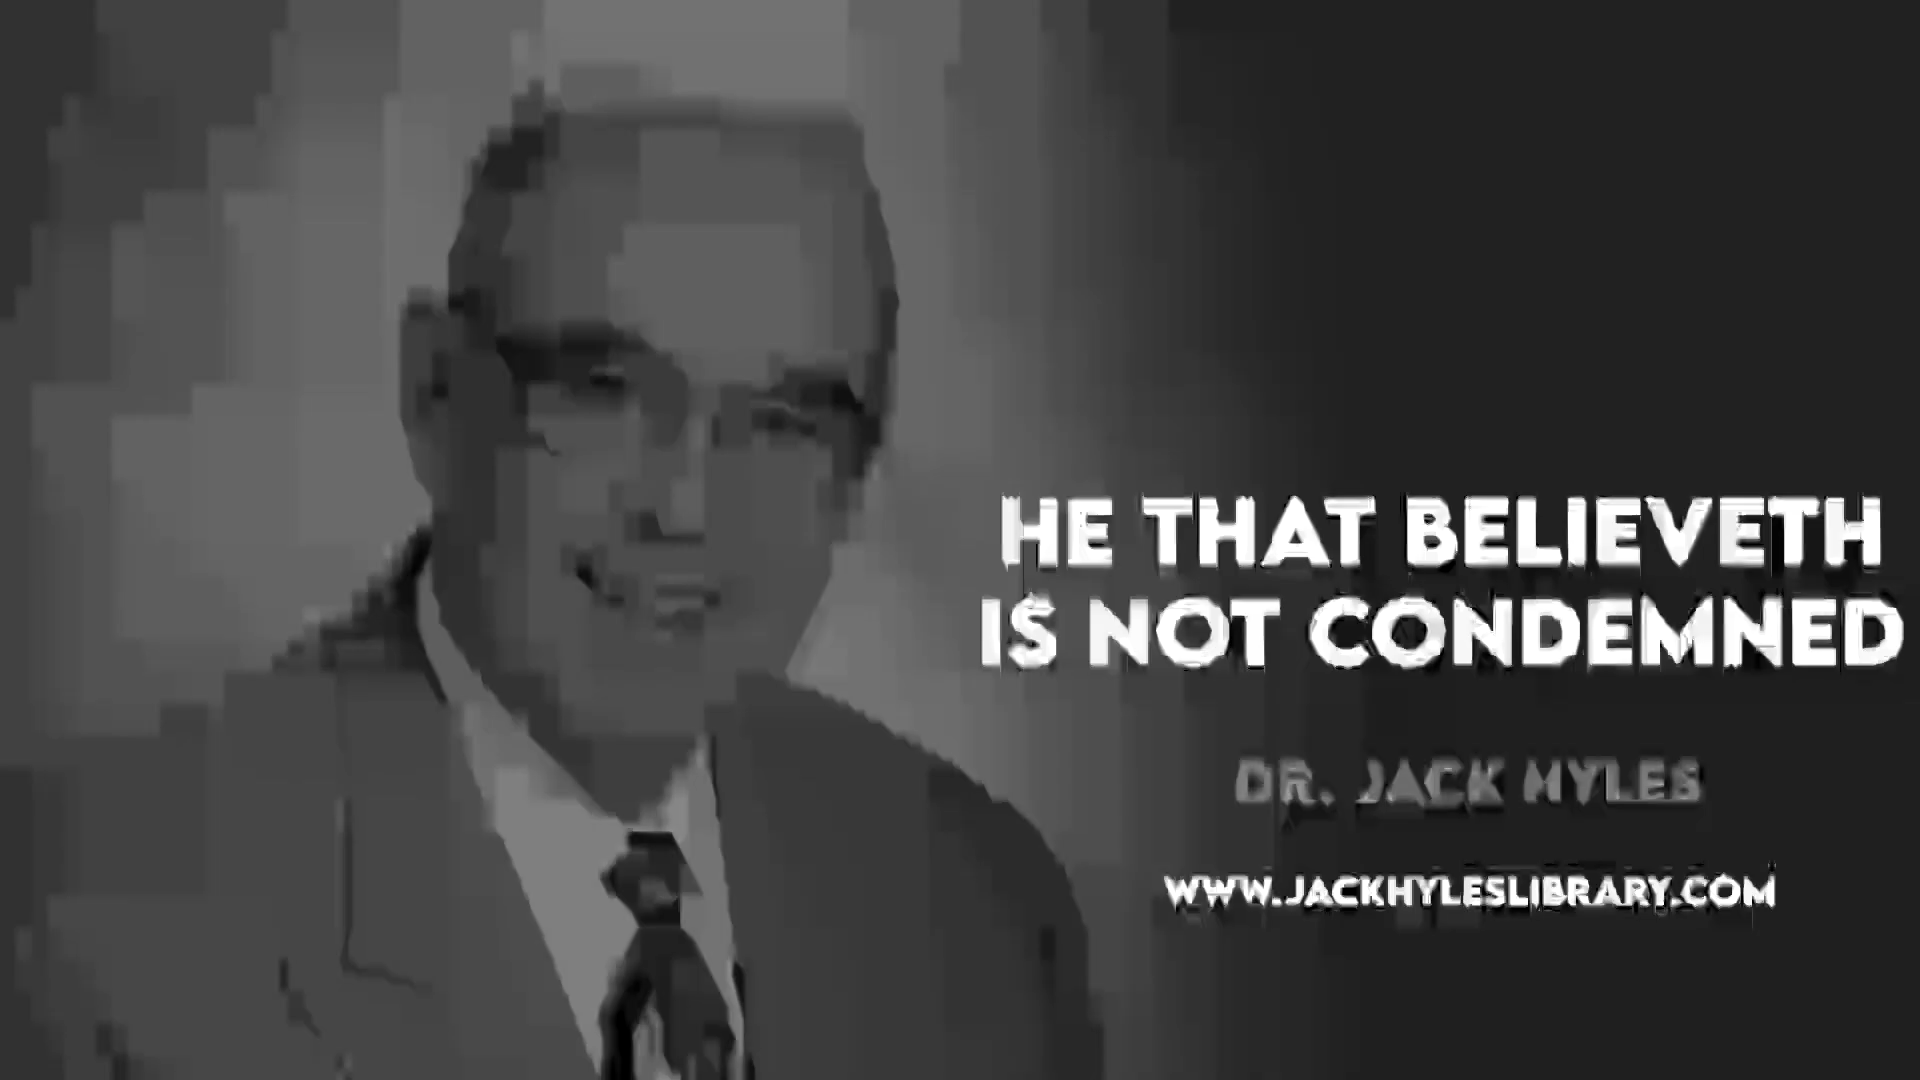 HE THAT BELIEVETH
IS NOT CONDEMNED
DR. JACK HYLES
WWW.JACKHYLESLIBRARY.COM